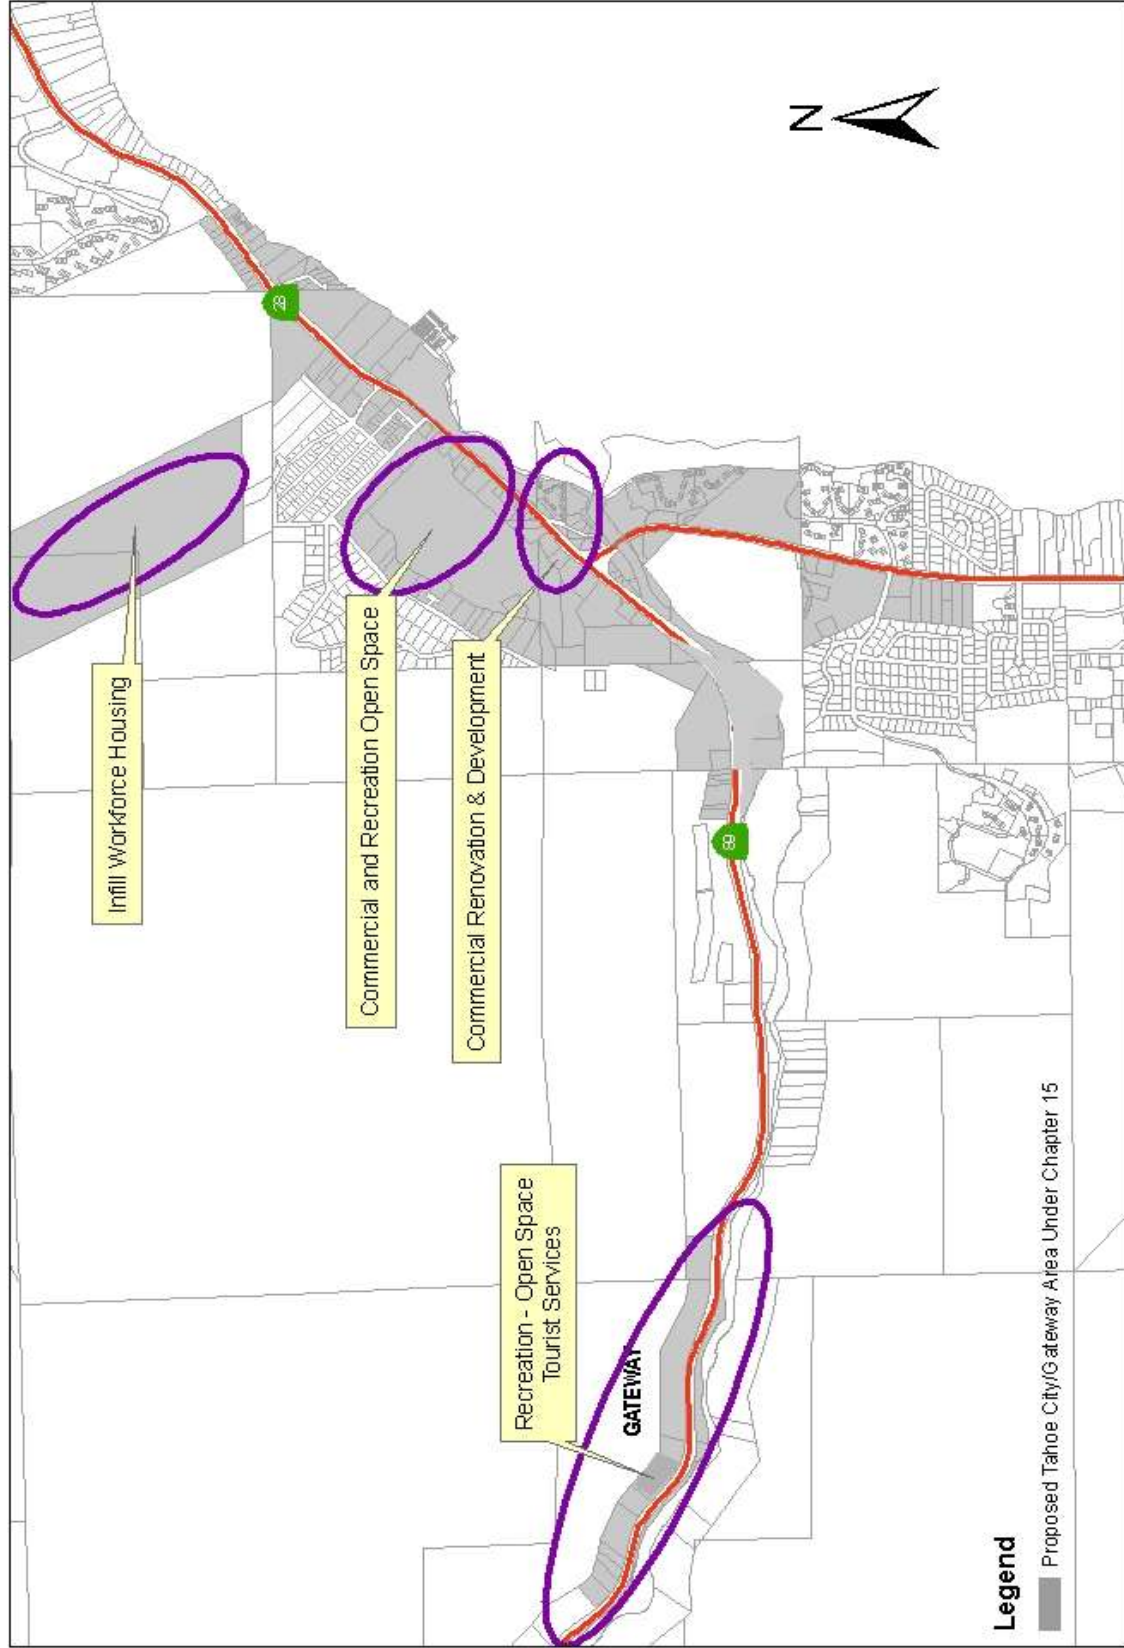 Infill Workforce Housing
Commercial and Recreation Open Space
Commercial Renovation & Development
Recreation - Open Space
Tourist Services
GATEWAY
28
89
N
Legend
Proposed Tahoe City/Gateway Area Under Chapter 15